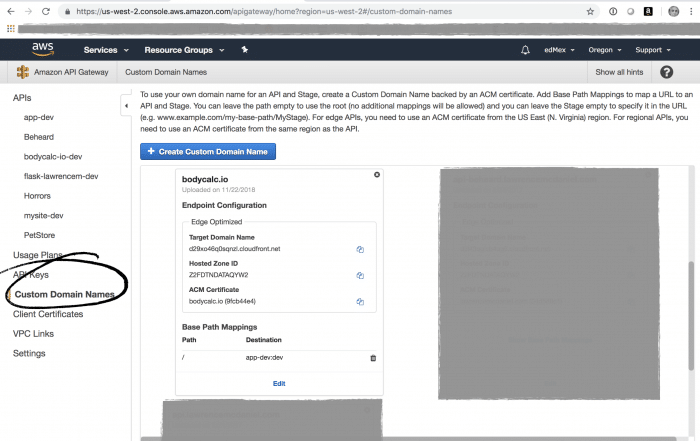 https://us-west-2.console.aws.amazon.com/apigateway/home?region=us-west-2#/custom-domain-names
aws
Services
Resource Groups
edMex
Oregon
Support
Amazon API Gateway
Custom Domain Names
Show all hints
?
APIs
app-dev
Beheard
bodycalc-io-dev
flask-lawrencem-dev
Horrors
mysite-dev
PetStore
Usage Plans
API Keys
Custom Domain Names
Client Certificates
VPC Links
Settings
To use your own domain name for an API and Stage, create a Custom Domain Name backed by an ACM certificate. Add Base Path Mappings to map a URL to an
API and Stage. You can leave the path empty to use the root (no additional mappings will be allowed) and you can leave the Stage empty to specify it in the URL
(e.g. www.example.com/my-base-path/MyStage). For edge APIs, you need to use an ACM certificate from the US East (N. Virginia) region. For regional APIs, you
need to use an ACM certificate from the same region as the API.
+ Create Custom Domain Name
bodycalc.io
Uploaded on 11/22/2018
Endpoint Configuration
Edge Optimized
Target Domain Name
d29xo46q0sqnzl.cloudfront.net
Hosted Zone ID
Z2FDTNDATAQYW2
ACM Certificate
bodycalc.io (9fcb44e4)
Base Path Mappings
Path
Destination
/
app-dev:dev
Edit